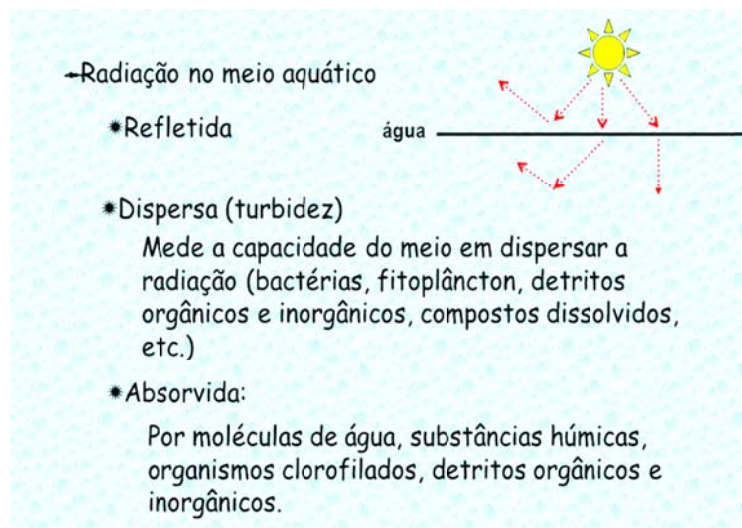 Radiação no meio aquático
Refletida
água
Dispersa (turbidez)
Mede a capacidade do meio em dispersar a
radiação (bactérias, fitoplâncton, detritos
orgânicos e inorgânicos, compostos dissolvidos,
etc.)
Absorvida:
Por moléculas de água, substâncias húmicas,
organismos clorofilados, detritos orgânicos e
inorgânicos.